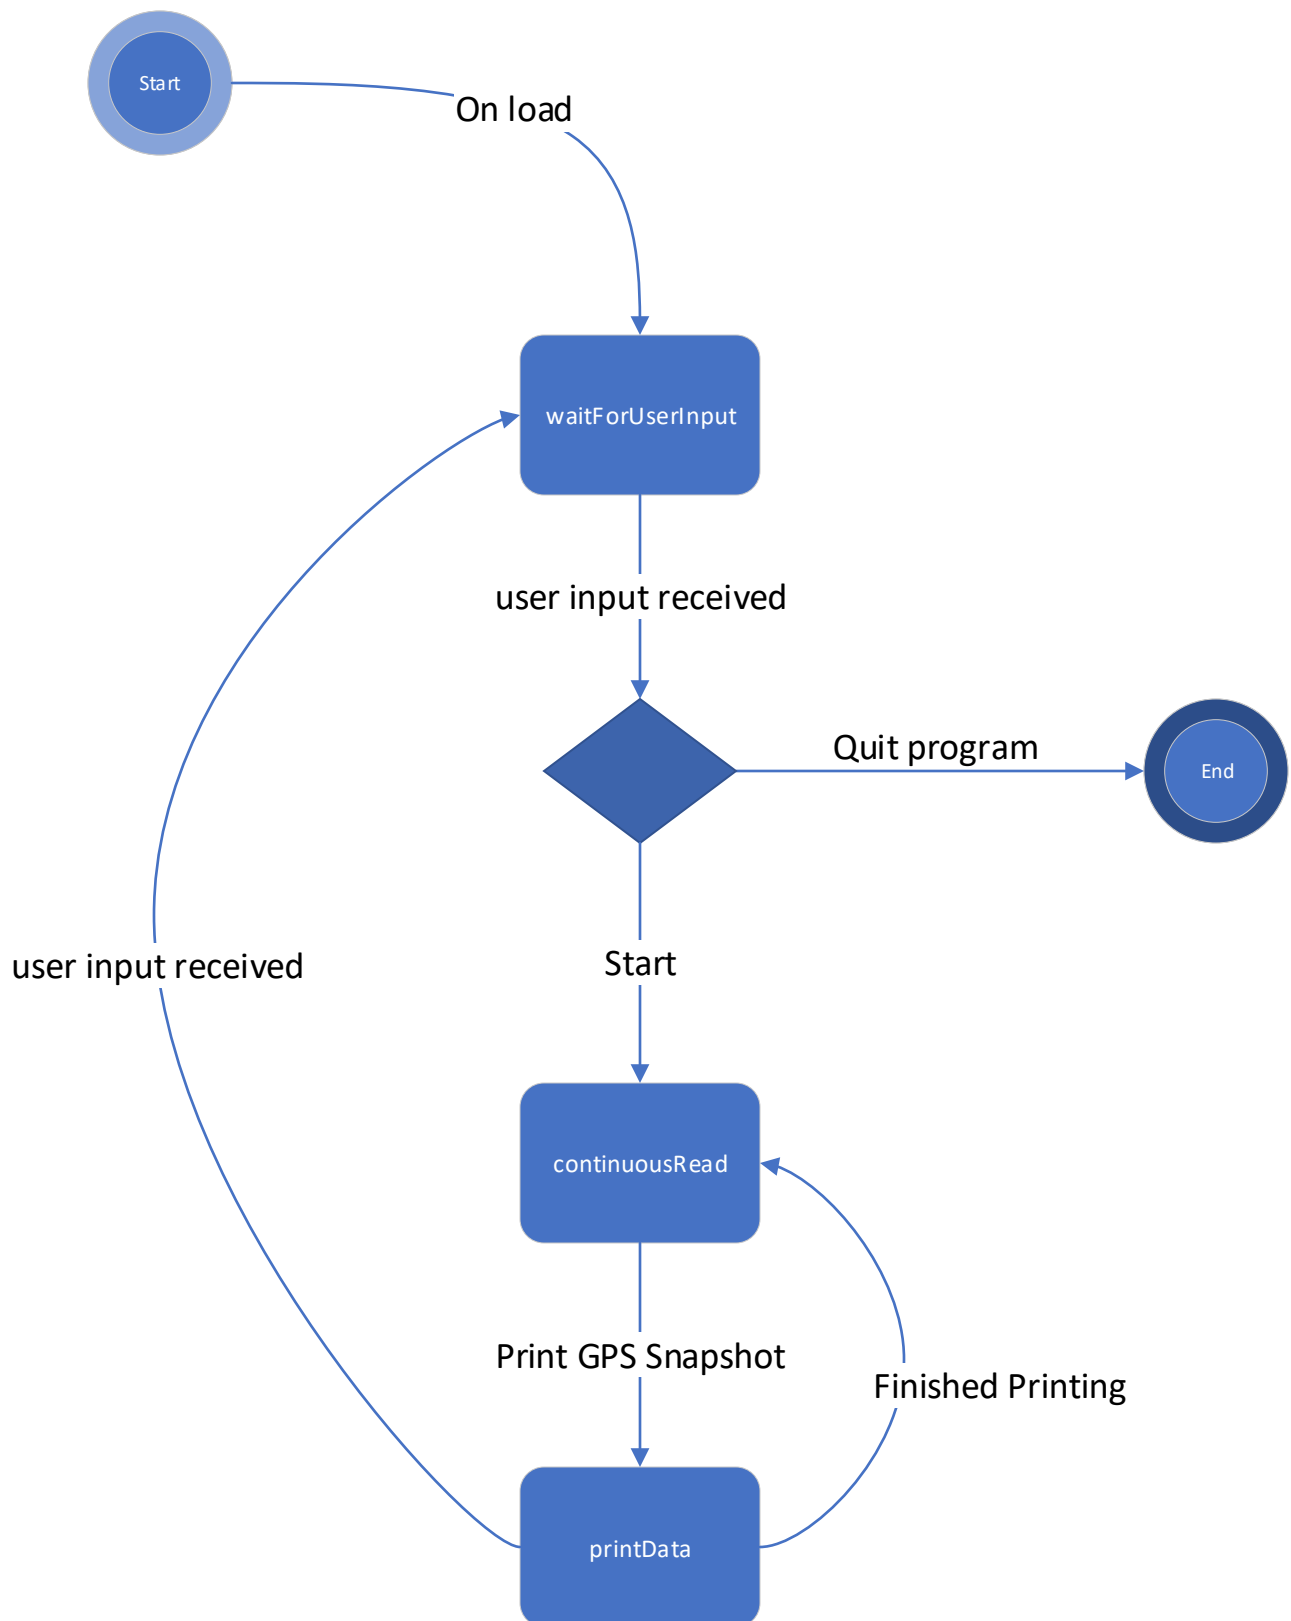 Start
On load
waitForUserInput
user input received
Quit program
End
user input received
Start
continuousRead
Print GPS Snapshot
Finished Printing
printData